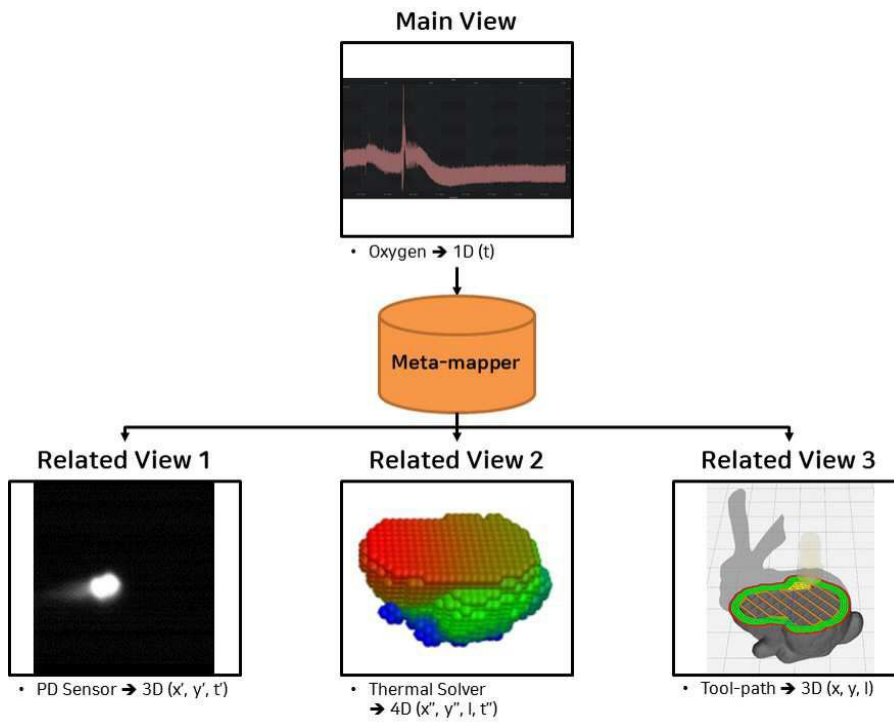 Main View
• Oxygen ➔ 1D (t)
Meta-mapper
Related View 1
Related View 2
Related View 3
• PD Sensor ➔ 3D (x', y', t')
• Thermal Solver
➔ 4D (x", y", l, t")
• Tool-path ➔ 3D (x, y, l)